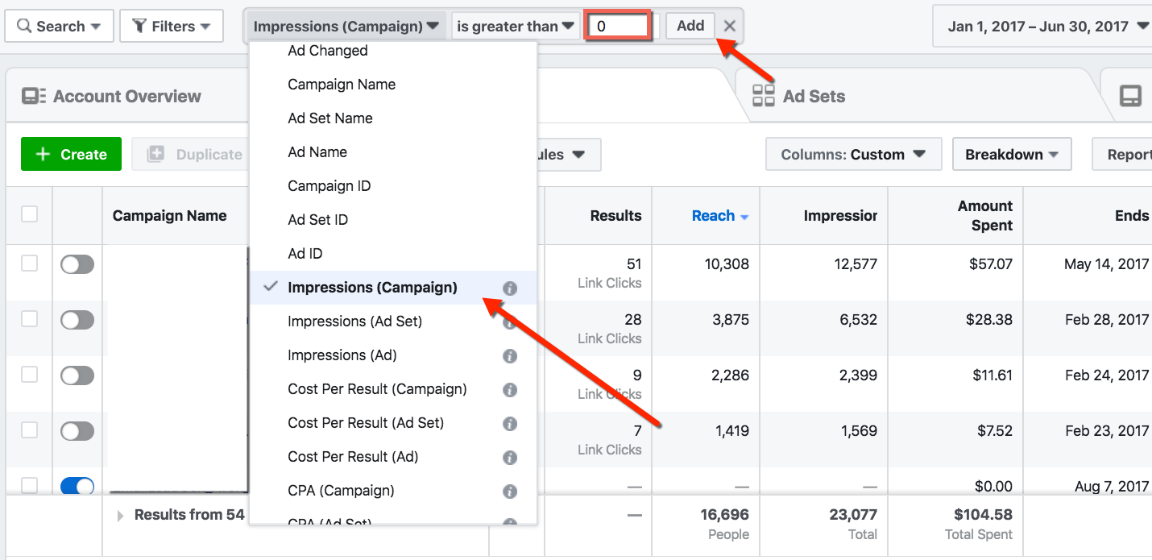 Search
Filters
Impressions (Campaign)
is greater than
0
Add
Jan 1, 2017 – Jun 30, 2017
Account Overview
Ad Sets
Ad Changed
Campaign Name
Ad Set Name
Ad Name
Campaign ID
Ad Set ID
Ad ID
Impressions (Campaign)
Impressions (Ad Set)
Impressions (Ad)
Cost Per Result (Campaign)
Cost Per Result (Ad Set)
Cost Per Result (Ad)
CPA (Campaign)
CPA (Ad Set)
Create
Duplicate
ules
Columns: Custom
Breakdown
Report
Campaign Name
Results
Reach
Impression
Amount
Spent
Ends
51
Link Clicks
10,308
12,577
$57.07
May 14, 2017
28
Link Clicks
3,875
6,532
$28.38
Feb 28, 2017
9
Link Clicks
2,286
2,399
$11.61
Feb 24, 2017
7
Link Clicks
1,419
1,569
$7.52
Feb 23, 2017
—
—
—
$0.00
Aug 7, 2017
Results from 54
—
16,696
People
23,077
Total
$104.58
Total Spent